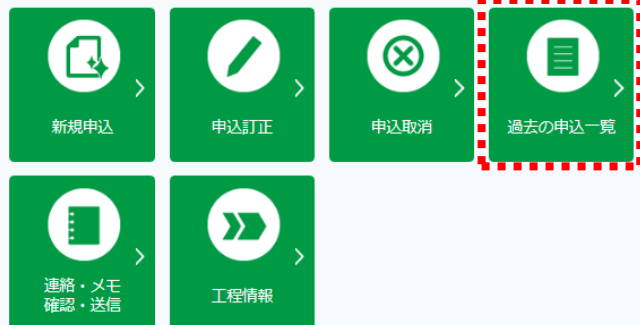 新規申込
申込訂正
申込取消
過去の申込一覧
連絡・メモ
確認・送信
工程情報